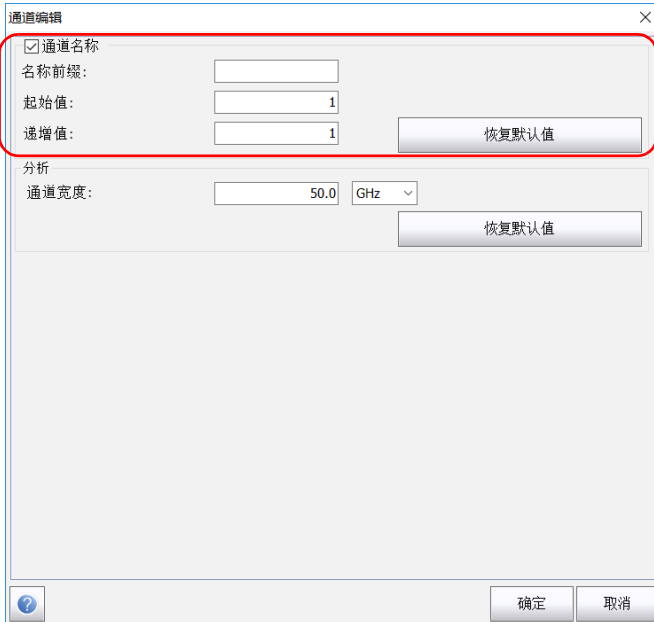 通道编辑
通道名称
名称前缀:
起始值: 1
递增值: 1 恢复默认值
分析
通道宽度: 50.0 GHz
恢复默认值
? 确定 取消